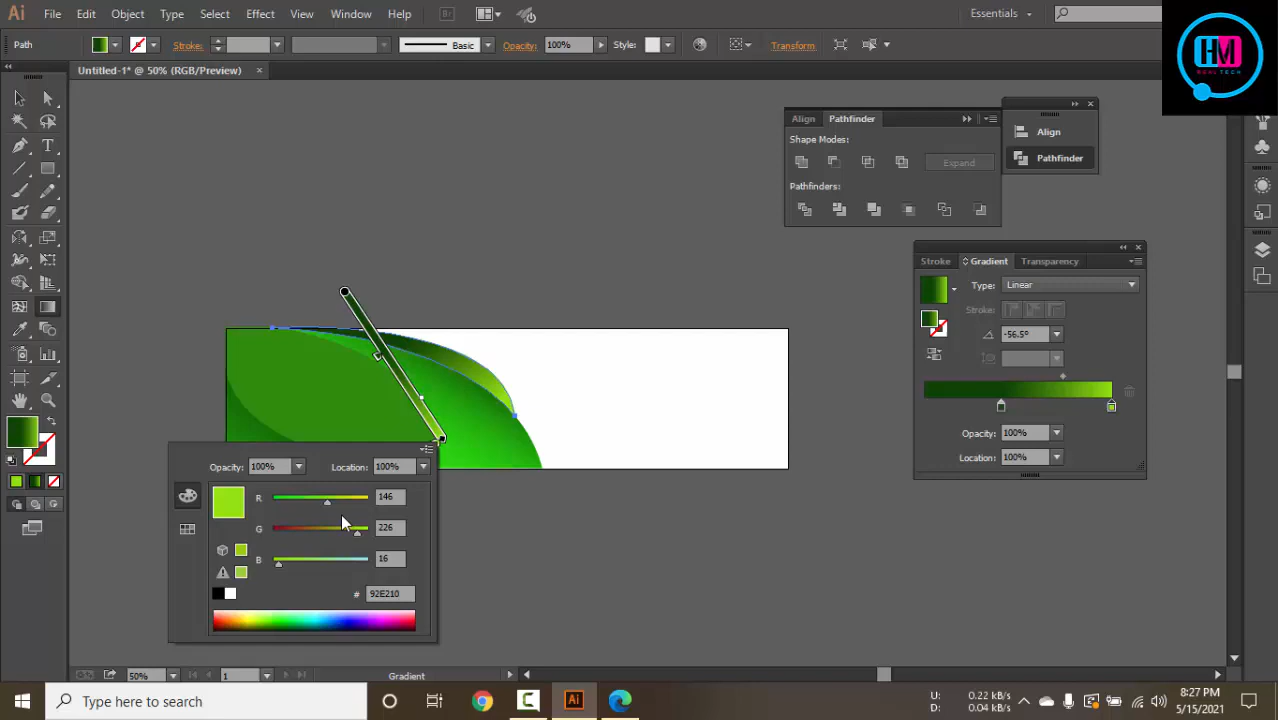 Ai File Edit Object Type Select Effect View Window Help Br Essentials
HM
REALTECH
Path Stroke: Basic Opacity: 100% Style: Transform
Untitled-1* @ 50% (RGB/Preview) ×
Align Pathfinder
Shape Modes:
Expand
Pathfinders:
Align
Pathfinder
Stroke Gradient Transparency
Type: Linear
Stroke:
-56.5°
Opacity: 100%
Location: 100%
Opacity: 100% Location: 100%
R 146
G 226
B 16
# 92E210
50% 1 Gradient
Type here to search
Ai
U: 0.22 kB/s
D: 0.04 kB/s
8:27 PM
5/15/2021